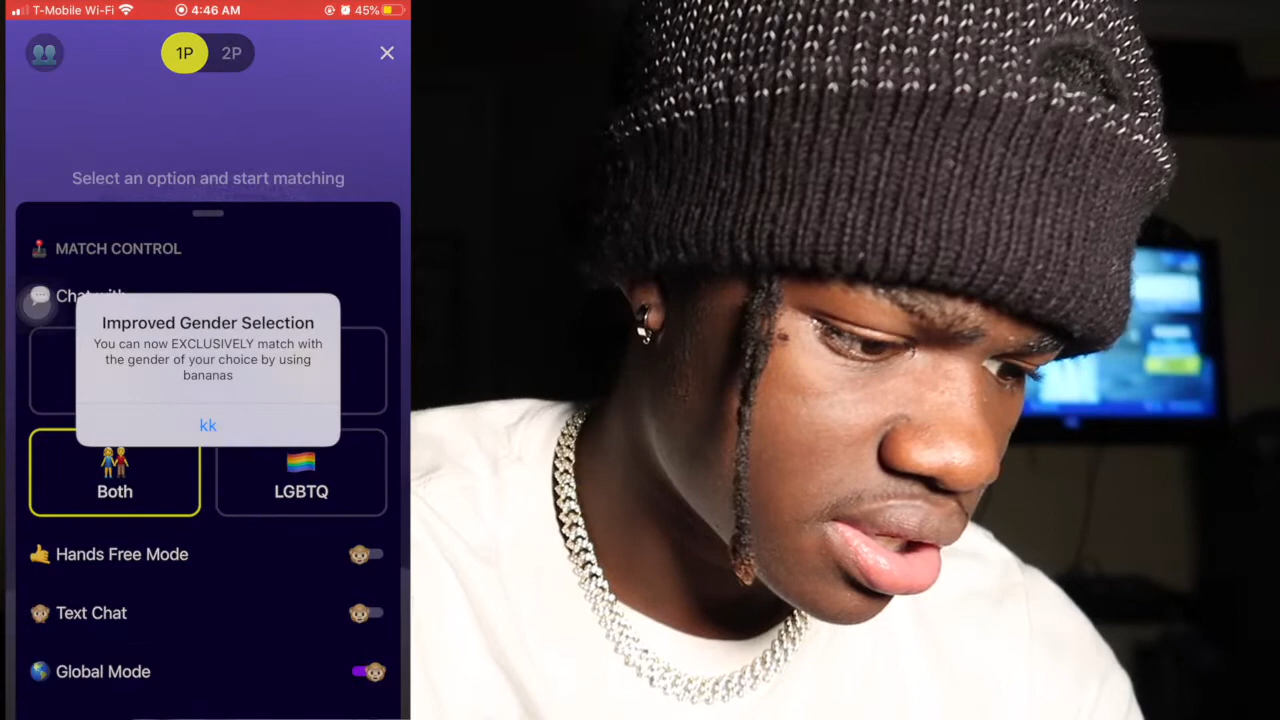 T-Mobile Wi-Fi 4:46 AM 45%
1P 2P
Select an option and start matching
MATCH CONTROL
Chat with
Improved Gender Selection
You can now EXCLUSIVELY match with
the gender of your choice by using
bananas
kk
Both LGBTQ
Hands Free Mode
Text Chat
Global Mode